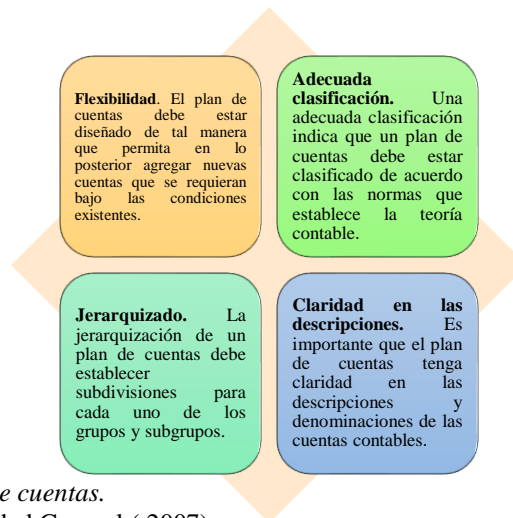 Flexibilidad. El plan de
cuentas debe estar
diseñado de tal manera
que permita en lo
posterior agregar nuevas
cuentas que se requieran
bajo las condiciones
existentes.
Adecuada
clasificación. Una
adecuada clasificación
indica que un plan de
cuentas debe estar
clasificado de acuerdo
con las normas que
establece la teoría
contable.
Jerarquizado. La
jerarquización de un
plan de cuentas debe
establecer
subdivisiones para
cada uno de los
grupos y subgrupos.
Claridad en las
descripciones. Es
importante que el plan
de cuentas tenga
claridad en las
descripciones y
denominaciones de las
cuentas contables.
e cuentas.